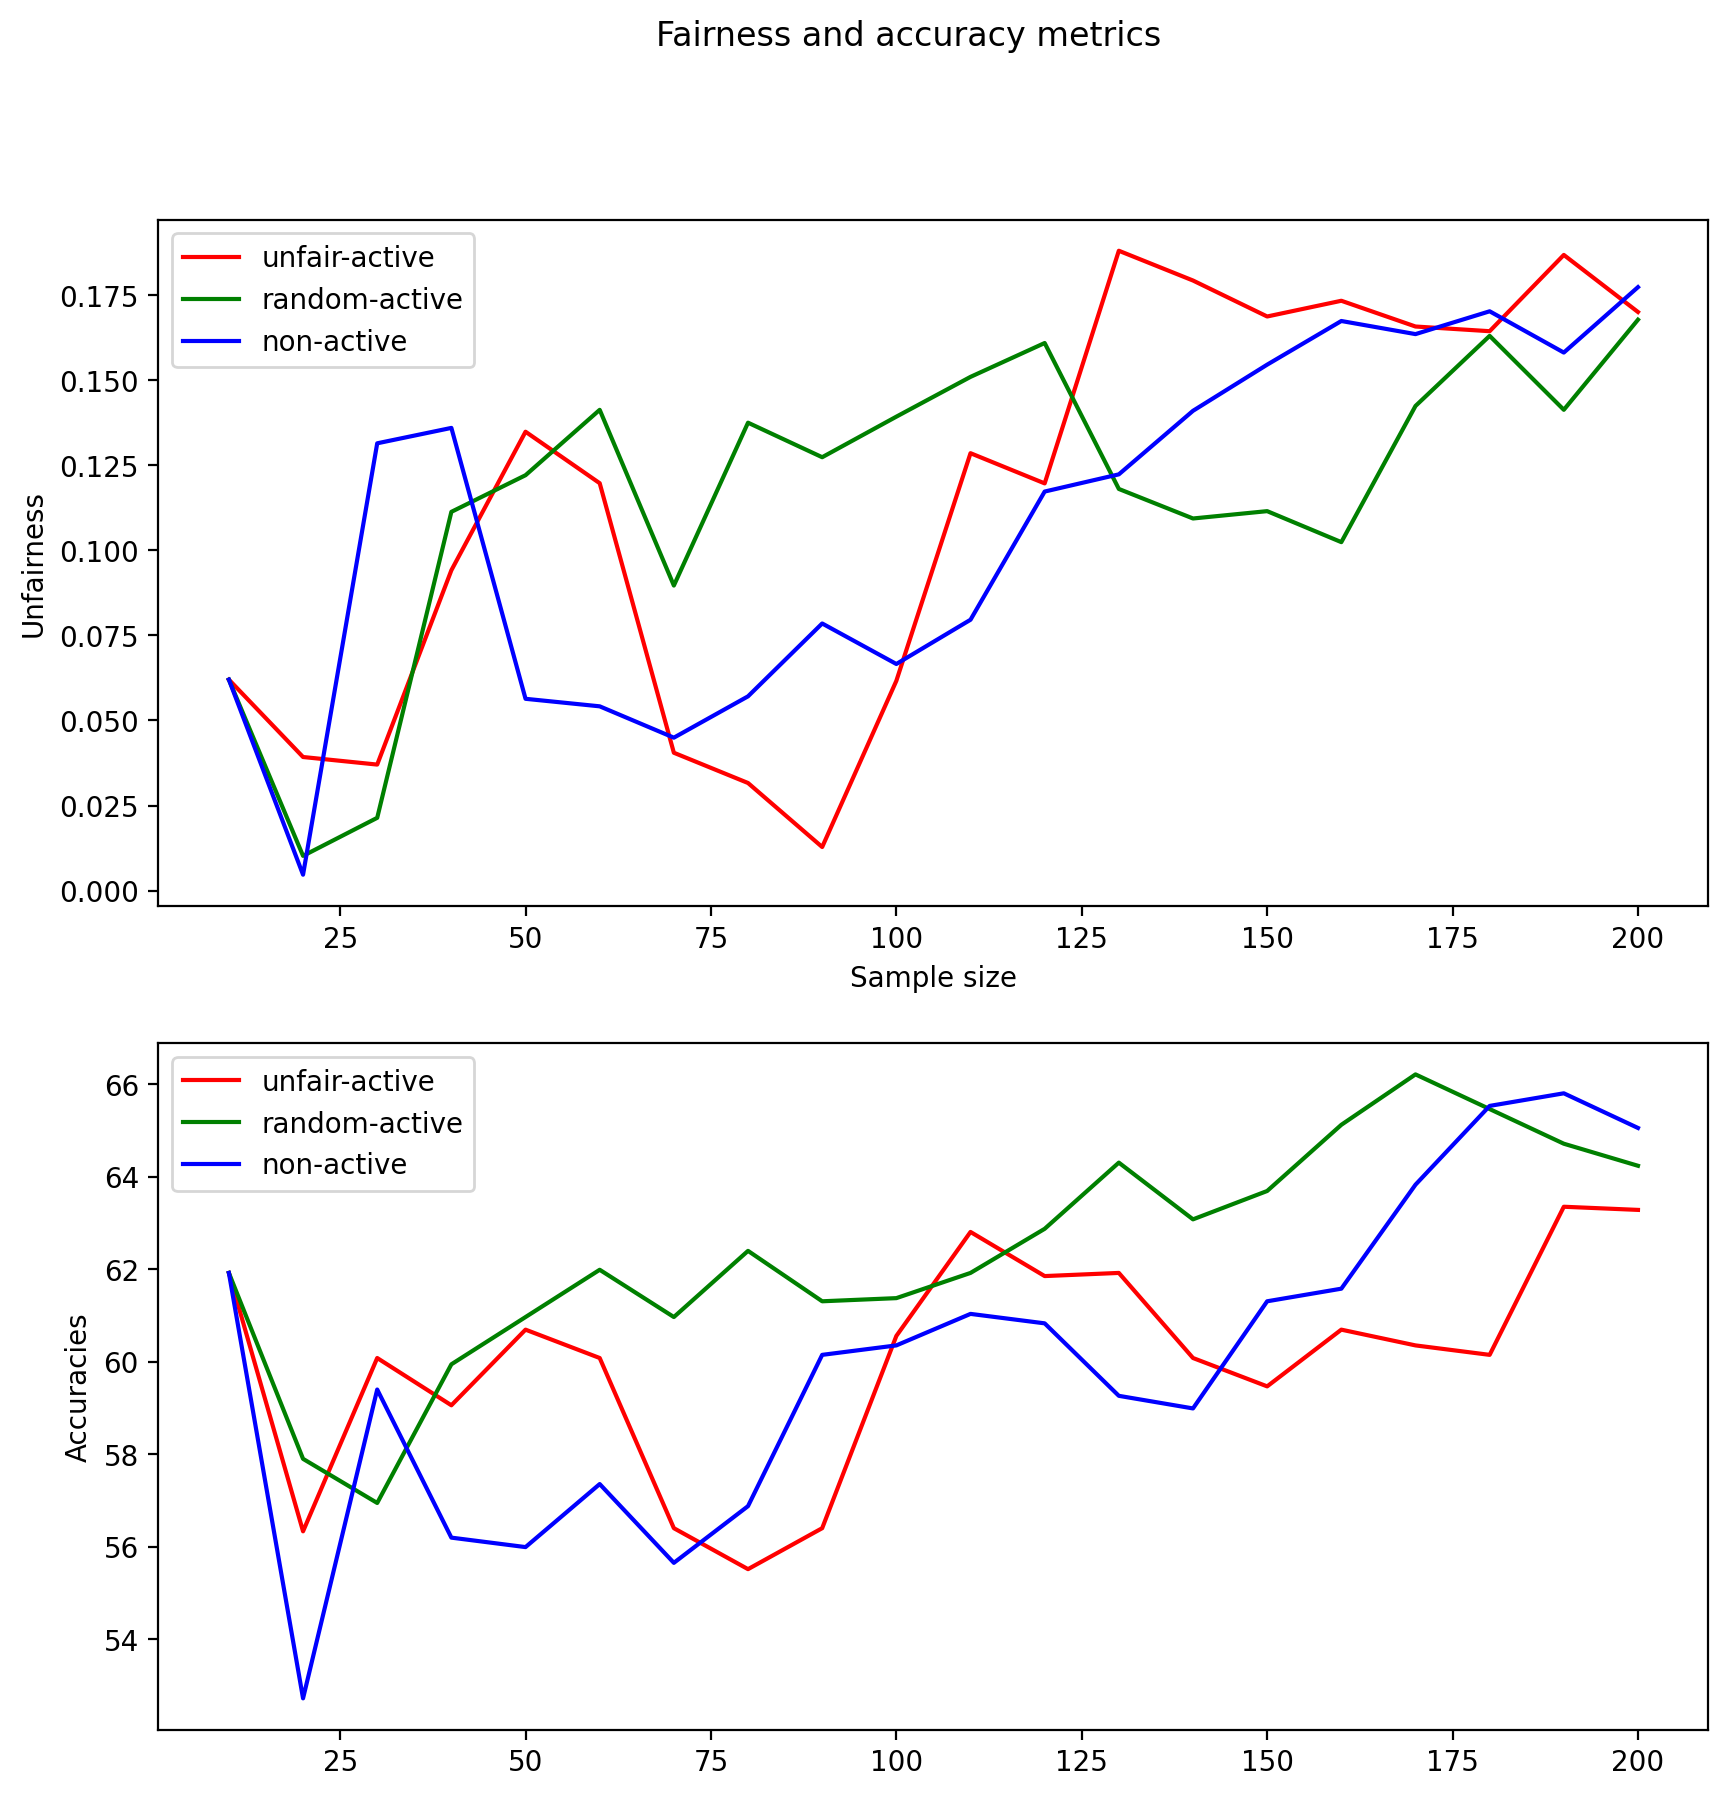 Fairness and accuracy metrics
unfair-active
random-active
non-active
0.175
0.150
0.125
0.100
0.075
0.050
0.025
0.000
Unfairness
25 50 75 100 125 150 175 200
Sample size
unfair-active
random-active
non-active
66
64
62
60
58
56
54
Accuracies
25 50 75 100 125 150 175 200